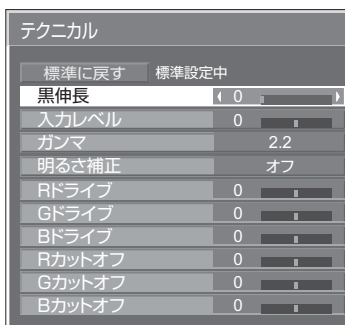 テクニカル
標準に戻す 標準設定中
黒伸長 0
入力レベル 0
ガンマ 2.2
明るさ補正 オフ
Rドライブ 0
Gドライブ 0
Bドライブ 0
Rカットオフ 0
Gカットオフ 0
Bカットオフ 0